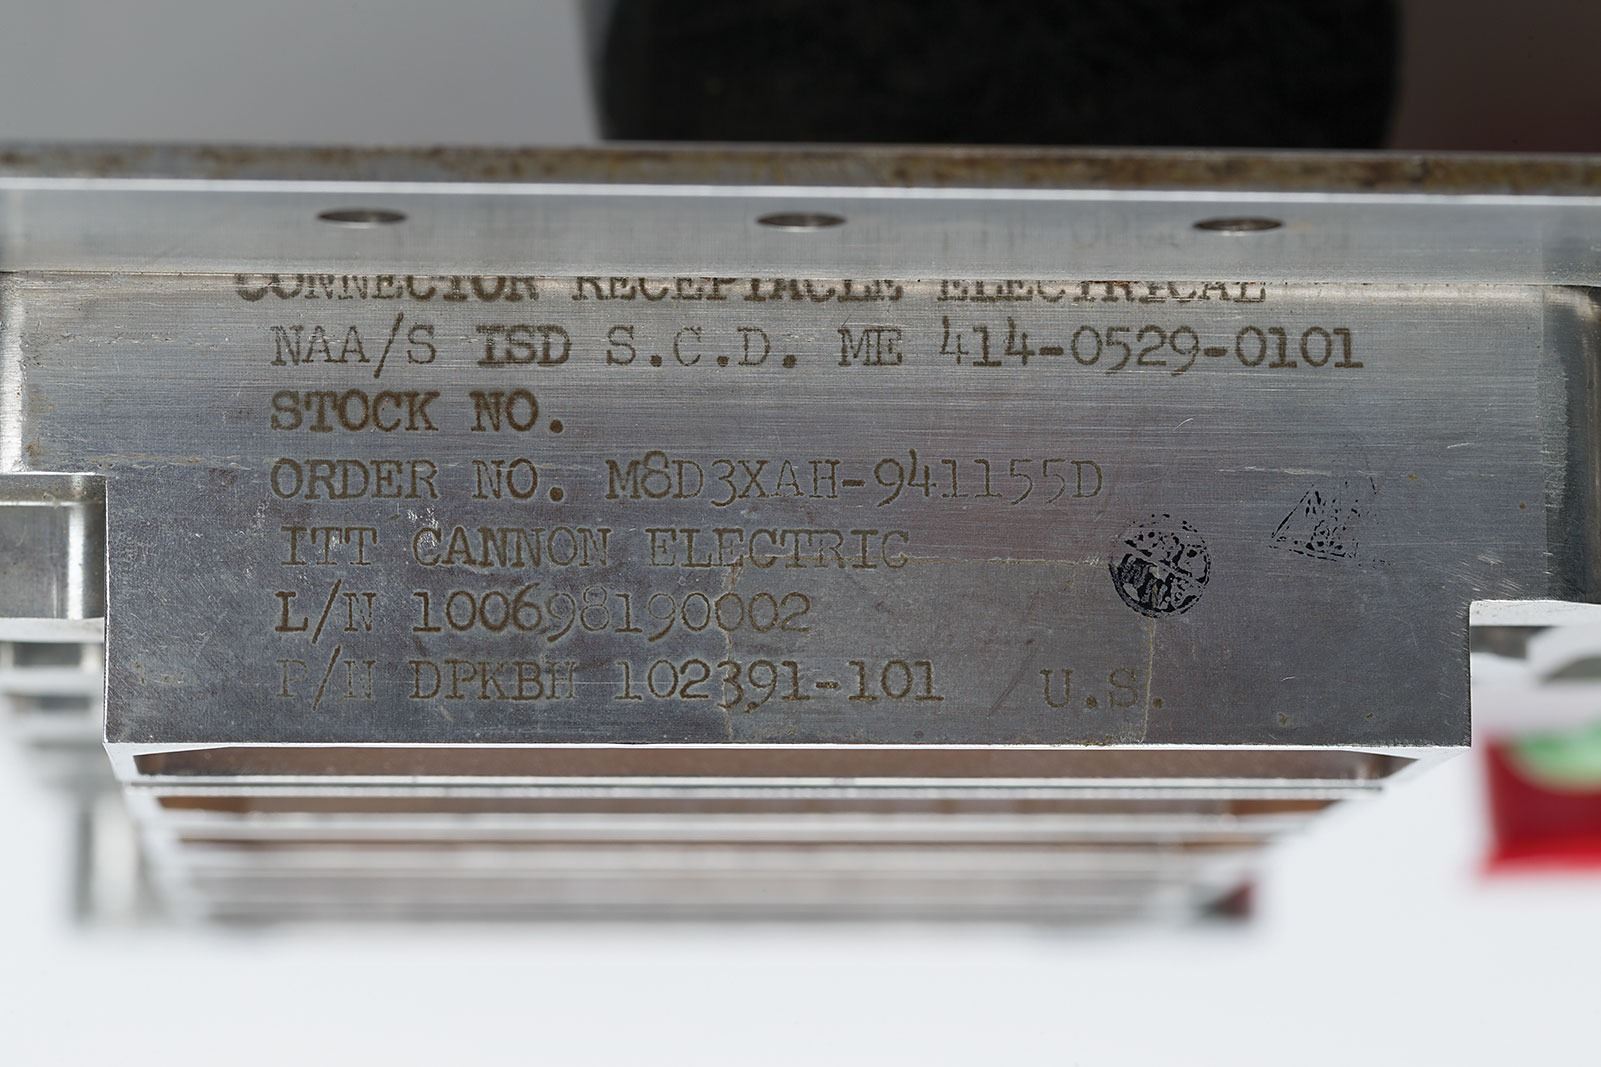 CONNECTOR RECEPTACLE ELECTRICAL
NAA/S ISD S.C.D. ME 414-0529-0101
STOCK NO.
ORDER NO. M8D3XAH-941155D
ITT CANNON ELECTRIC
L/N 100698190002
P/N DPKBH 102391-101 U.S.